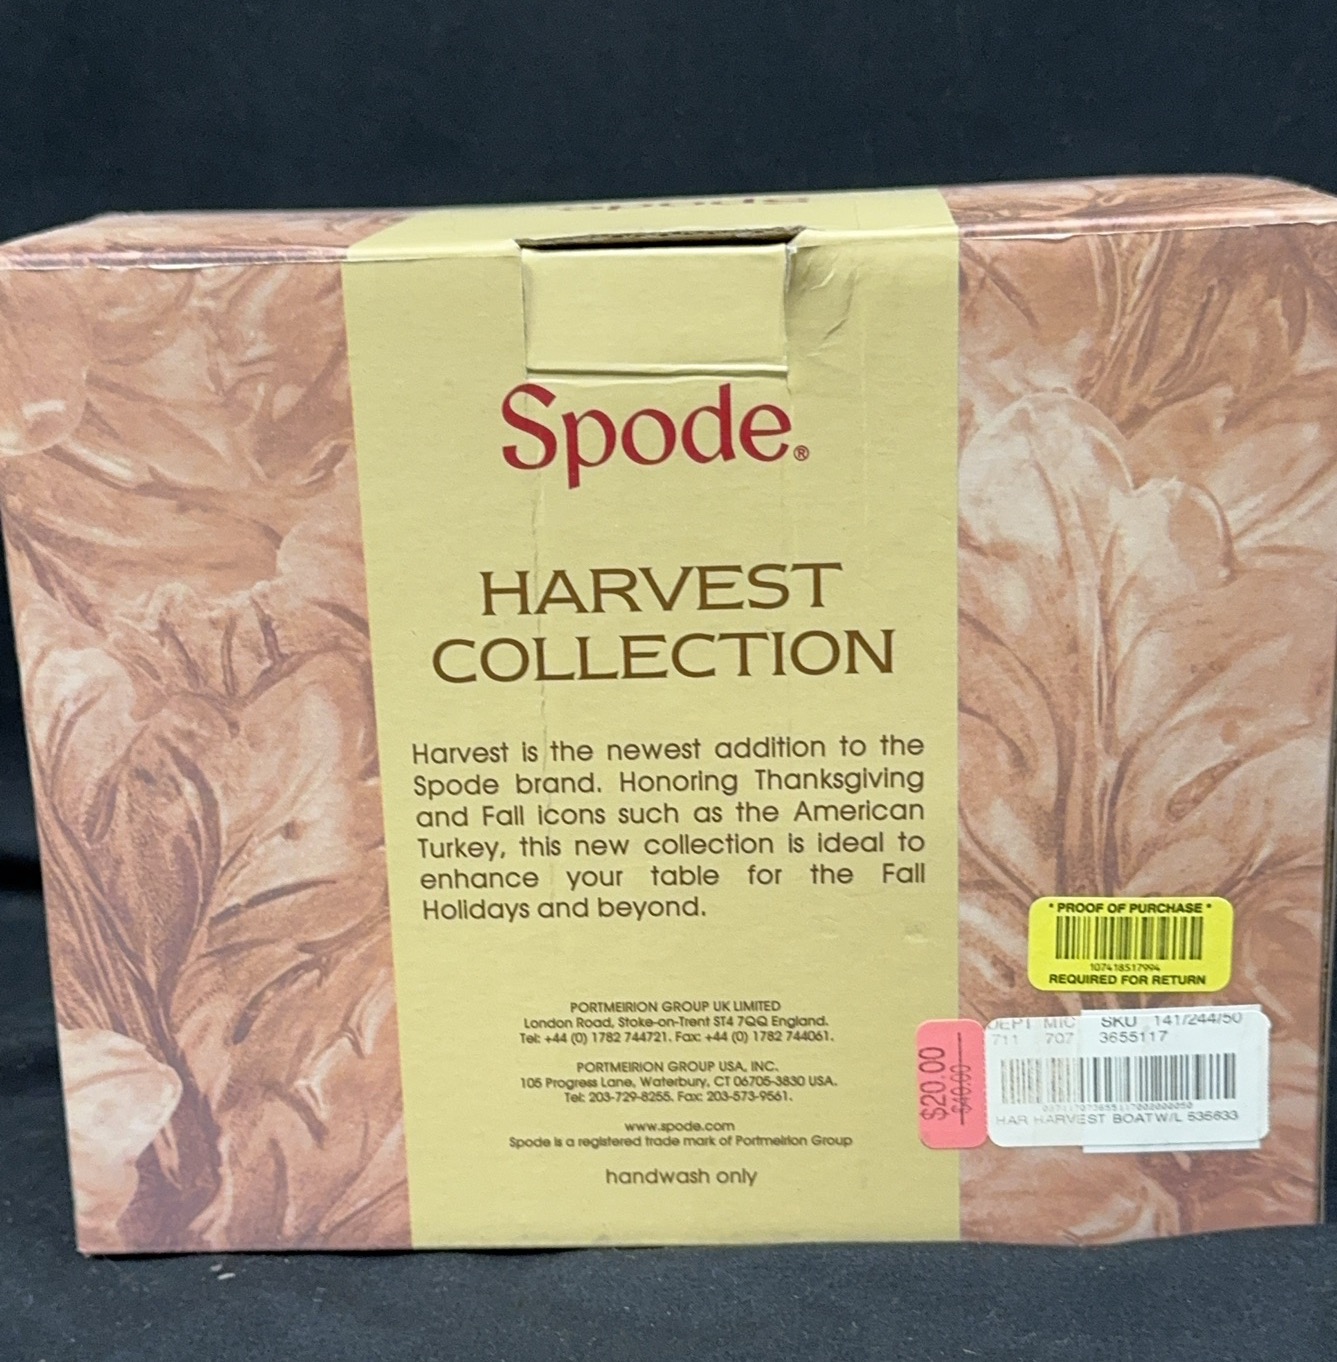 Spode®
HARVEST
COLLECTION
Harvest is the newest addition to the
Spode brand. Honoring Thanksgiving
and Fall icons such as the American
Turkey, this new collection is ideal to
enhance your table for the Fall
Holidays and beyond.
PORTMEIRION GROUP UK LIMITED
London Road, Stoke-on-Trent ST4 7QQ England.
Tel: +44 (0) 1782 744721. Fax: +44 (0) 1782 744061.
PORTMEIRION GROUP USA, INC.
105 Progress Lane, Waterbury, CT 06705-3830 USA.
Tel: 203-729-8255. Fax: 203-573-9561.
www.spode.com
Spode is a registered trade mark of Portmeirion Group
handwash only
* PROOF OF PURCHASE *
107418517994
REQUIRED FOR RETURN
$20.00
$40.00
DEPT MIC SKU 141/244/50
711 707 3655117
HAR HARVEST BOATW/L 535633